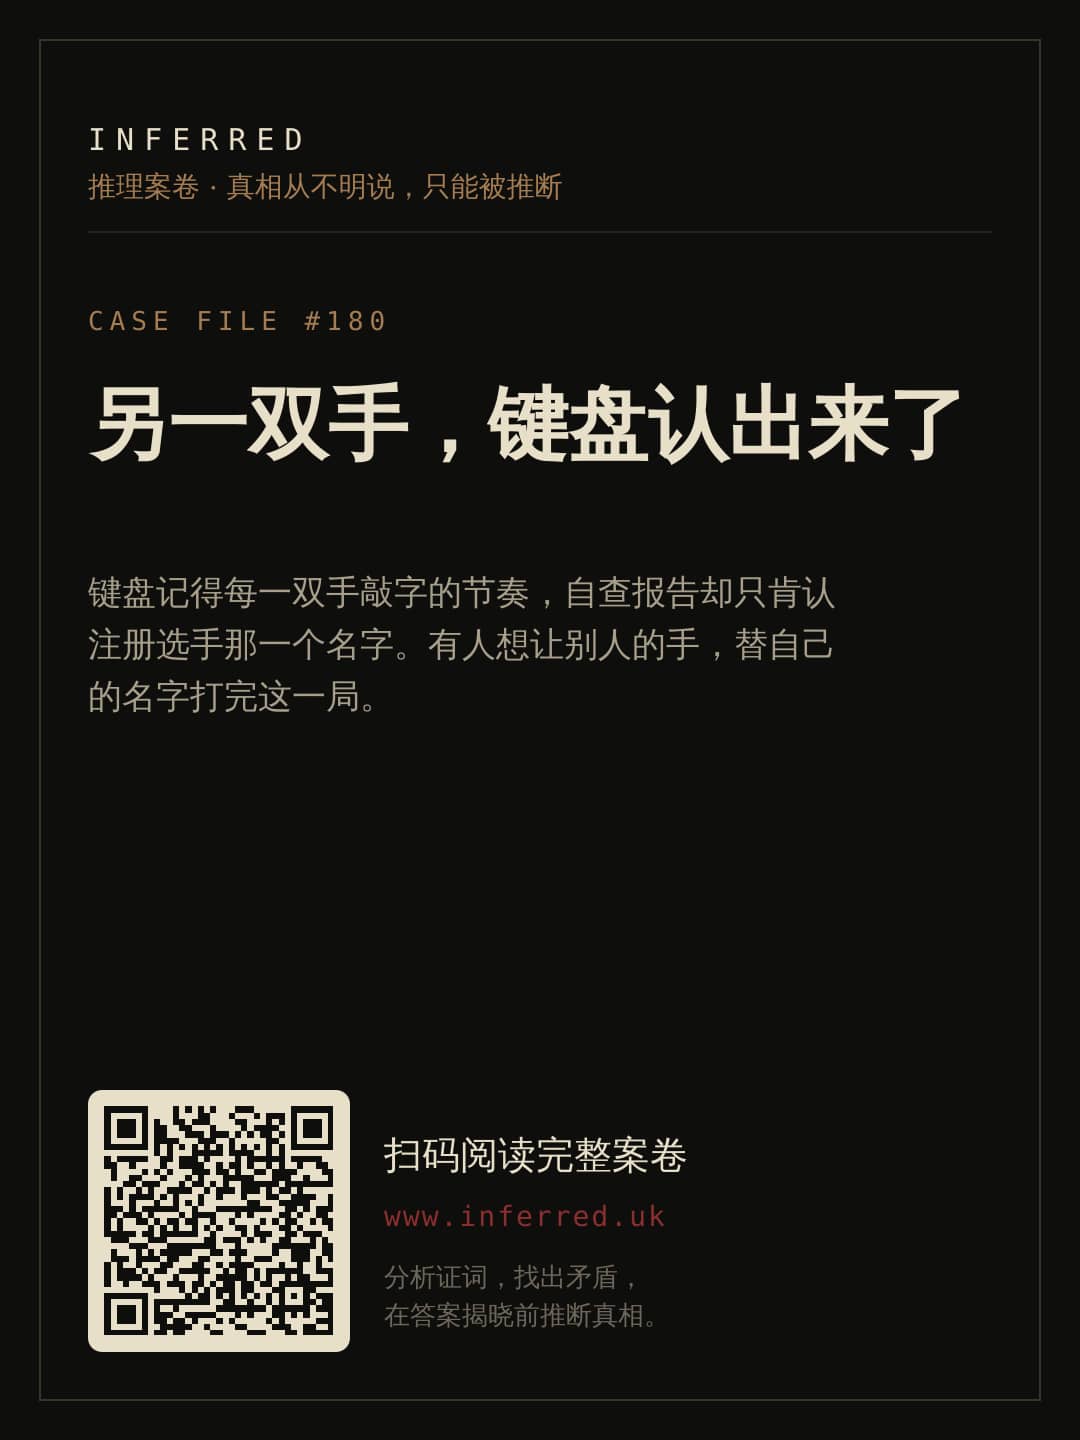 INFERRED
推理案卷 · 真相从不明说，只能被推断
CASE FILE #180
另一双手，键盘认出来了
键盘记得每一双手敲字的节奏，自查报告却只肯认
注册选手那一个名字。有人想让别人的手，替自己
的名字打完这一局。
扫码阅读完整案卷
www.inferred.uk
分析证词，找出矛盾，
在答案揭晓前推断真相。